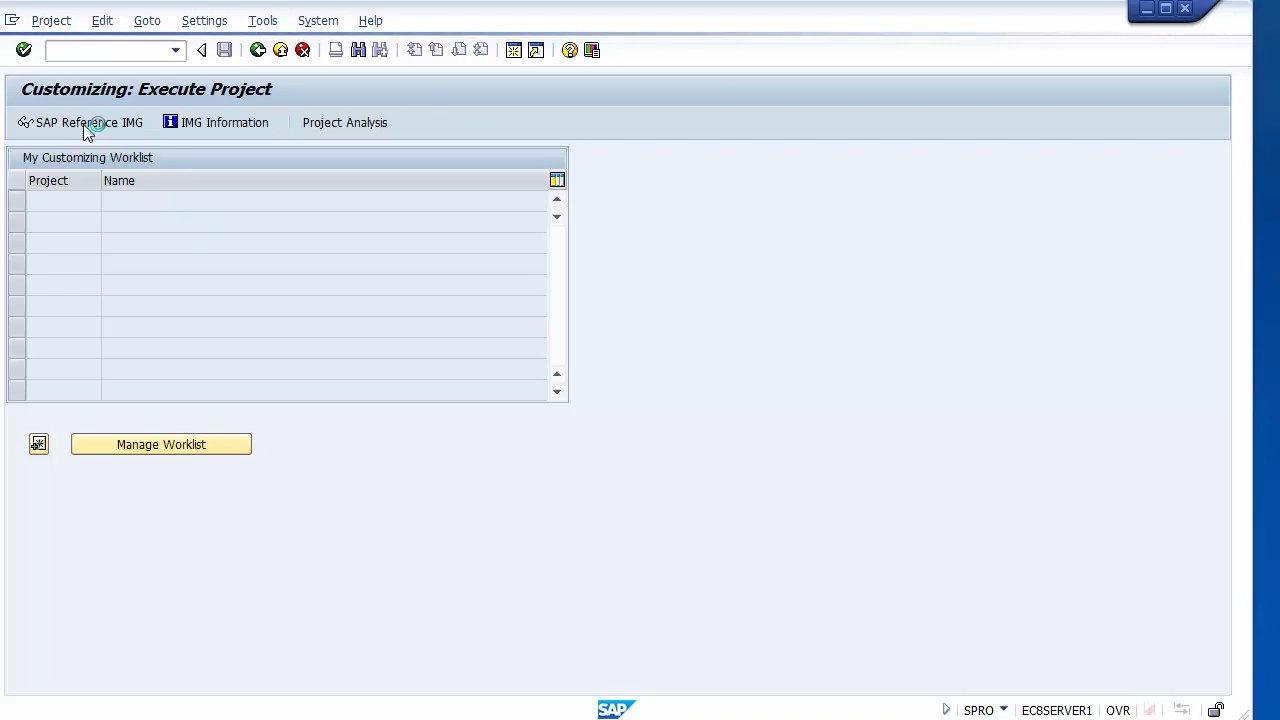 Project Edit Goto Settings Tools System Help
Customizing: Execute Project
SAP Reference IMG IMG Information Project Analysis
My Customizing Worklist
Project Name
Manage Worklist
SAP SPRO ECCSERVER1 OVR